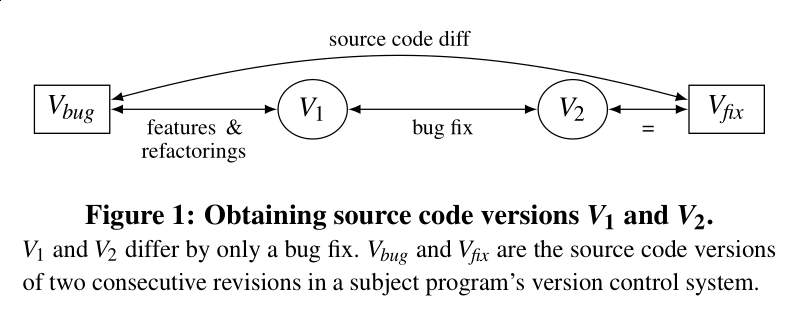 source code diff
V_bug
V_1
V_2
V_fix
features &
refactorings
bug fix
=
Figure 1: Obtaining source code versions V_1 and V_2.
V_1 and V_2 differ by only a bug fix. V_bug and V_fix are the source code versions
of two consecutive revisions in a subject program's version control system.